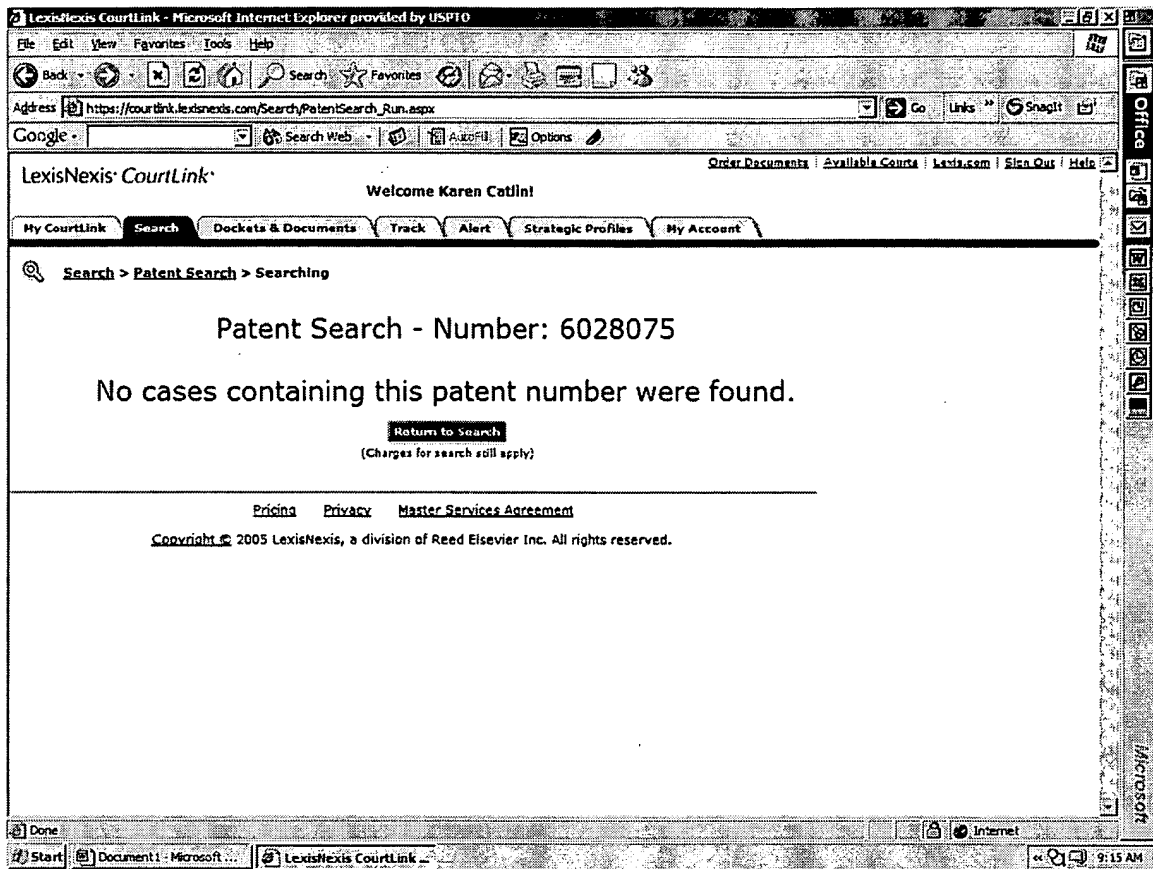 LexisNexis CourtLink - Microsoft Internet Explorer provided by USPTO
File Edit View Favorites Tools Help
Back Search Favorites
Address https://courtlink.lexisnexis.com/Search/PatentSearch_Run.aspx Go Links » SnagIt
Google - Search Web AutoFill Options
Office
Order Documents | Available Courts | Lexis.com | Sign Out | Help
LexisNexis CourtLink
Welcome Karen Catlin!
My CourtLink Search Dockets & Documents Track Alert Strategic Profiles My Account
Search > Patent Search > Searching
Patent Search - Number: 6028075
No cases containing this patent number were found.
Return to Search
(Charges for search still apply)
Pricing Privacy Master Services Agreement
Copyright © 2005 LexisNexis, a division of Reed Elsevier Inc. All rights reserved.
Microsoft
Done Internet
Start Document1 - Microsoft ... LexisNexis CourtLink ... « 9:15 AM